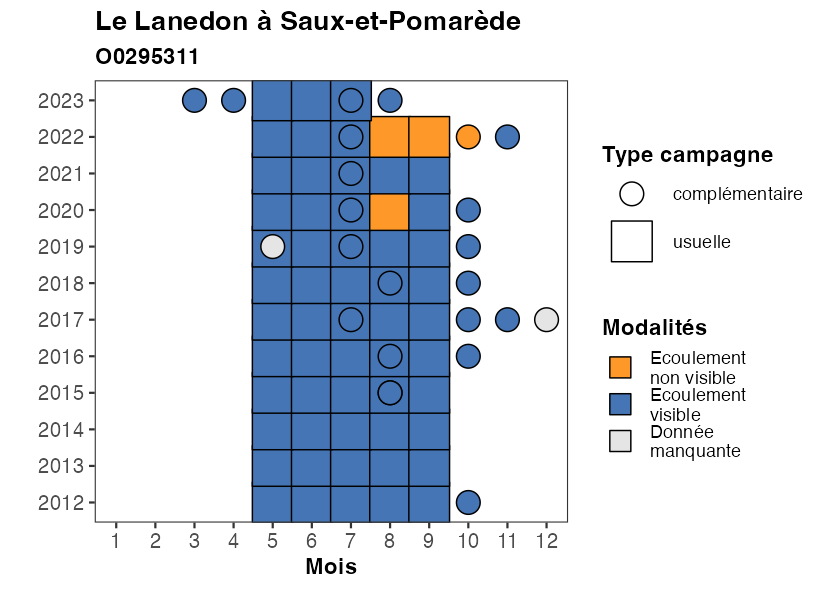 Le Lanedon à Saux-et-Pomarède
O0295311
2023
2022
2021
2020
2019
2018
2017
2016
2015
2014
2013
2012
1 2 3 4 5 6 7 8 9 10 11 12
Mois
Type campagne
complémentaire
usuelle
Modalités
Ecoulement
non visible
Ecoulement
visible
Donnée
manquante